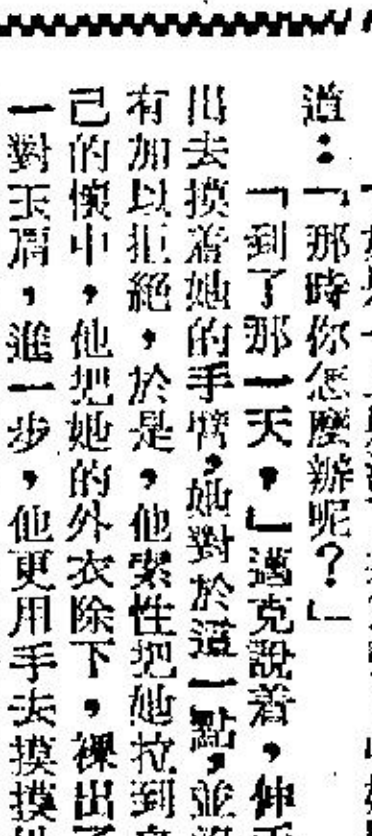 道：「那時你怎麼辦呢？」
「到了那一天，」邁克說着，伸手
出去摸着她的手臂，她對於這一點，並沒
有加以拒絕，於是，他索性把她拉到自
己的懷中，他把她的外衣除下，裸出了
一對玉肩，進一步，他更用手去摸摸她